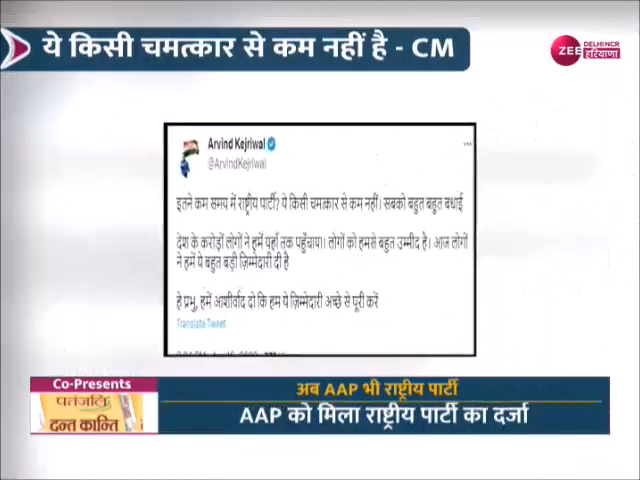 ये किसी चमत्कार से कम नहीं है - CM
ZEE DELHI NCR
हरियाणा
Arvind Kejriwal
@ArvindKejriwal
इतने कम समय में राष्ट्रीय पार्टी? ये किसी चमत्कार से कम नहीं। सबको बहुत बहुत बधाई
देश के करोड़ों लोगों ने हमें यहाँ तक पहुँचाया। लोगों को हमसे बहुत उम्मीद है। आज लोगों
ने हमें ये बहुत बड़ी ज़िम्मेदारी दी है
हे प्रभु, हमें आशीर्वाद दो कि हम ये ज़िम्मेदारी अच्छे से पूरी करें
Translate Tweet
Co-Presents
पतंजलि
दन्त कान्ति
अब AAP भी राष्ट्रीय पार्टी
AAP को मिला राष्ट्रीय पार्टी का दर्जा